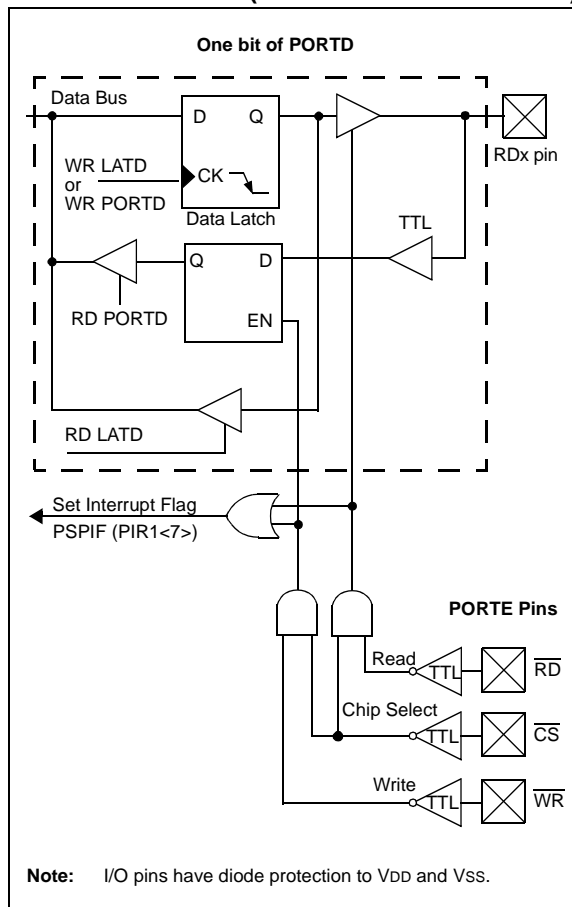 One bit of PORTD
Data Bus
D Q
RDx pin
WR LATD
or
WR PORTD
CK
Data Latch
TTL
Q D
RD PORTD
EN
RD LATD
Set Interrupt Flag
PSPIF (PIR1<7>)
PORTE Pins
Read
TTL
RD
Chip Select
TTL
CS
Write
TTL
WR
Note: I/O pins have diode protection to VDD and VSS.